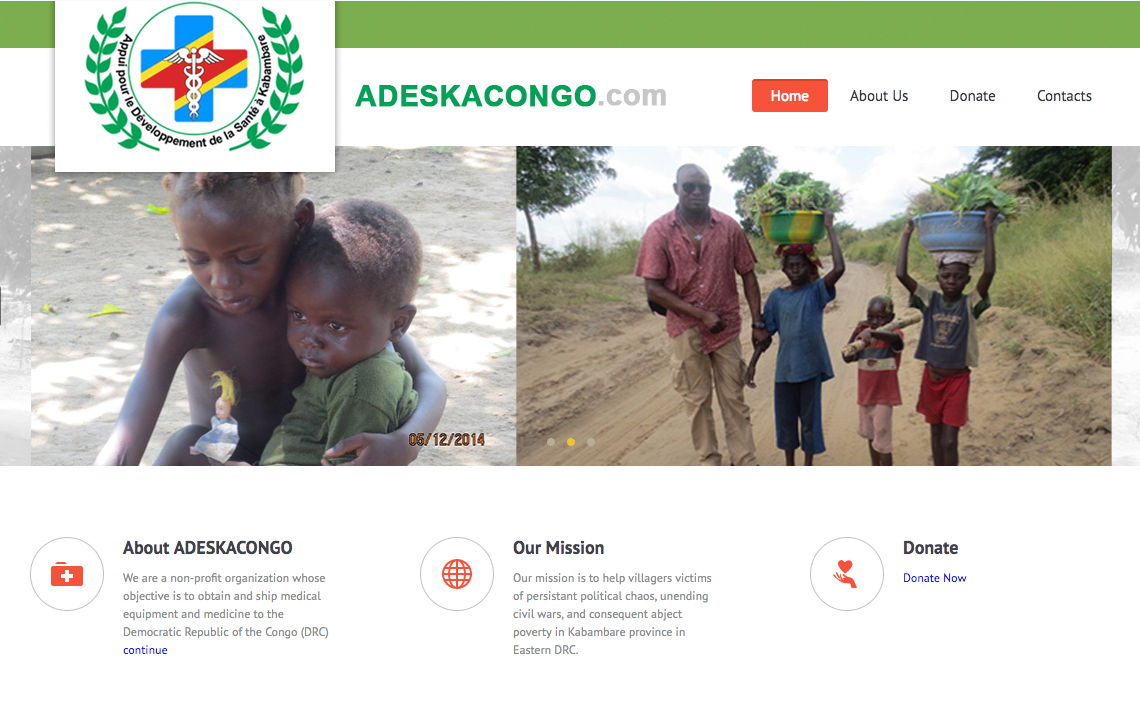 Appui pour le Développement de la Santé à Kabambare
ADESKACONGO.com
Home
About Us
Donate
Contacts
05/12/2014
About ADESKACONGO
We are a non-profit organization whose
objective is to obtain and ship medical
equipment and medicine to the
Democratic Republic of the Congo (DRC)
continue
Our Mission
Our mission is to help villagers victims
of persistant political chaos, unending
civil wars, and consequent abject
poverty in Kabambare province in
Eastern DRC.
Donate
Donate Now